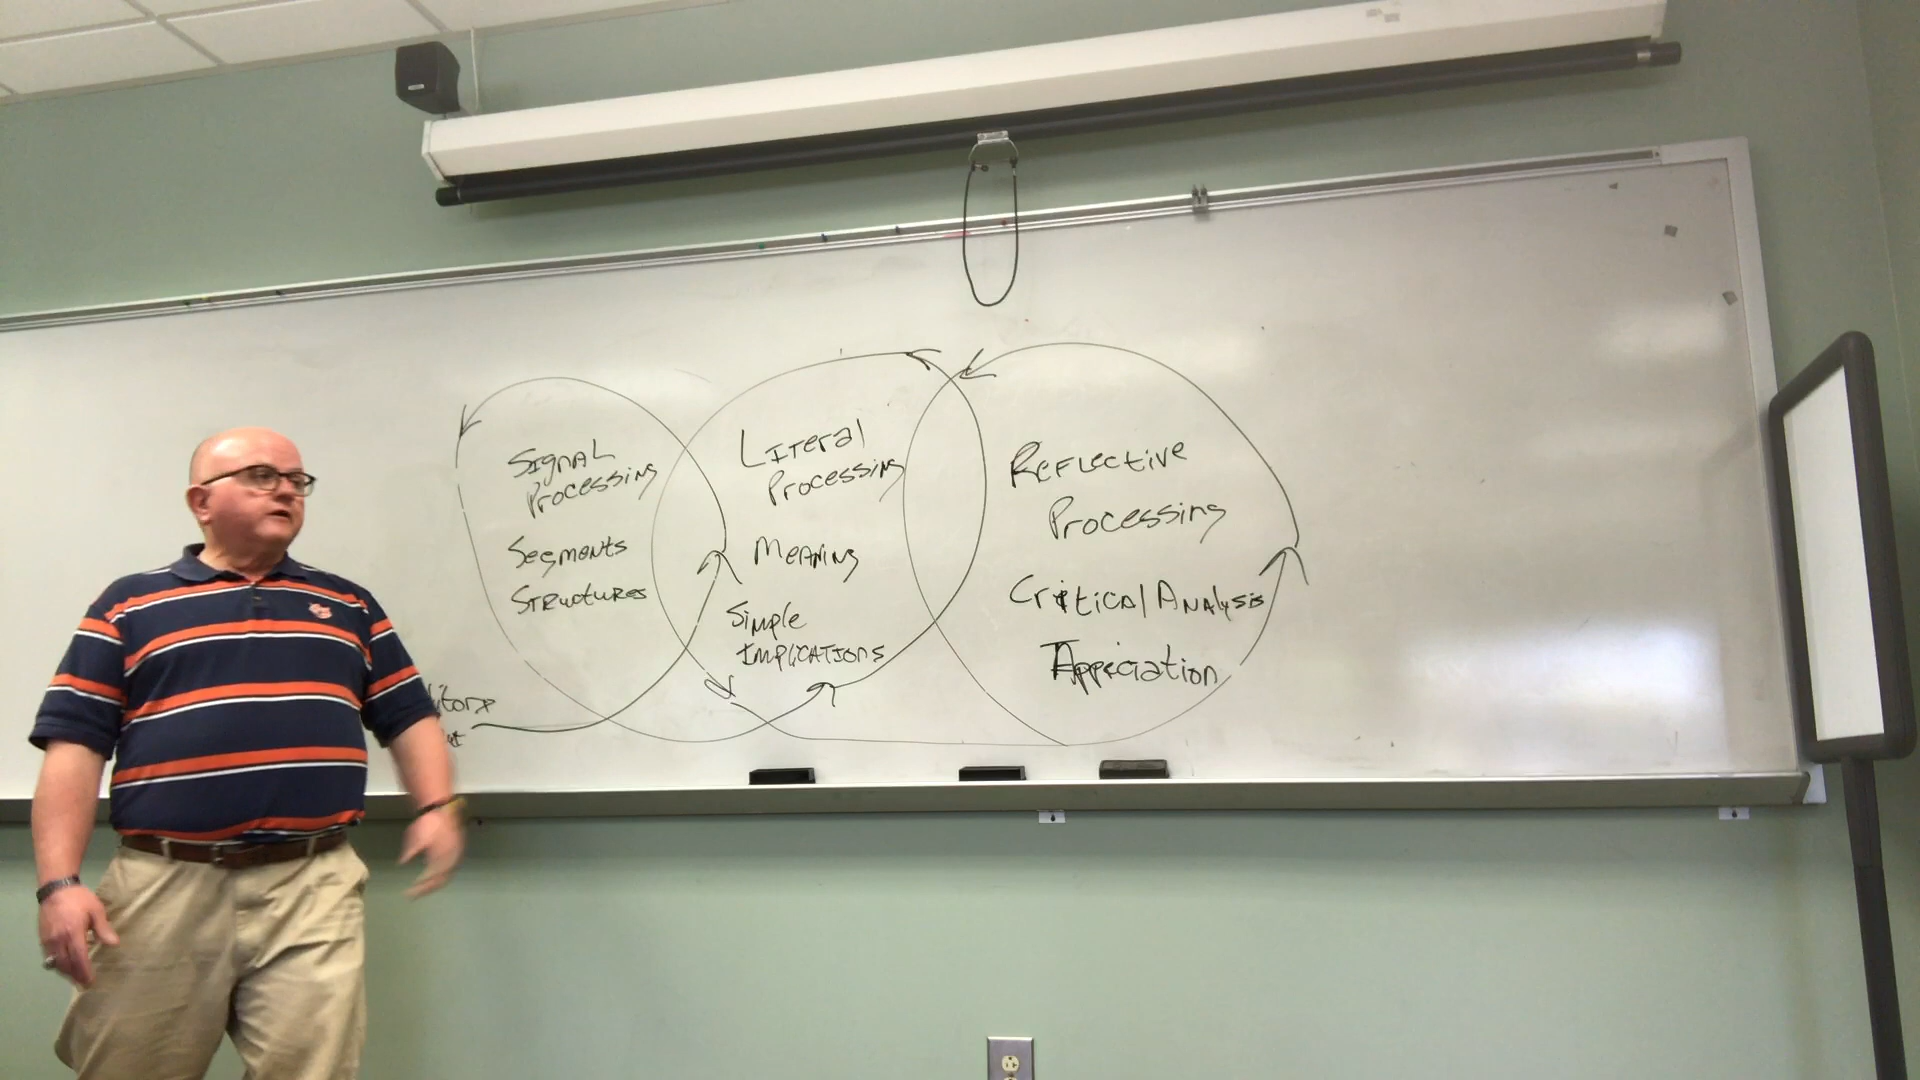 Signal
Processing
Segments
Structures
Literal
Processing
Meaning
Simple
Implications
Reflective
Processing
Critical Analysis
Appreciation